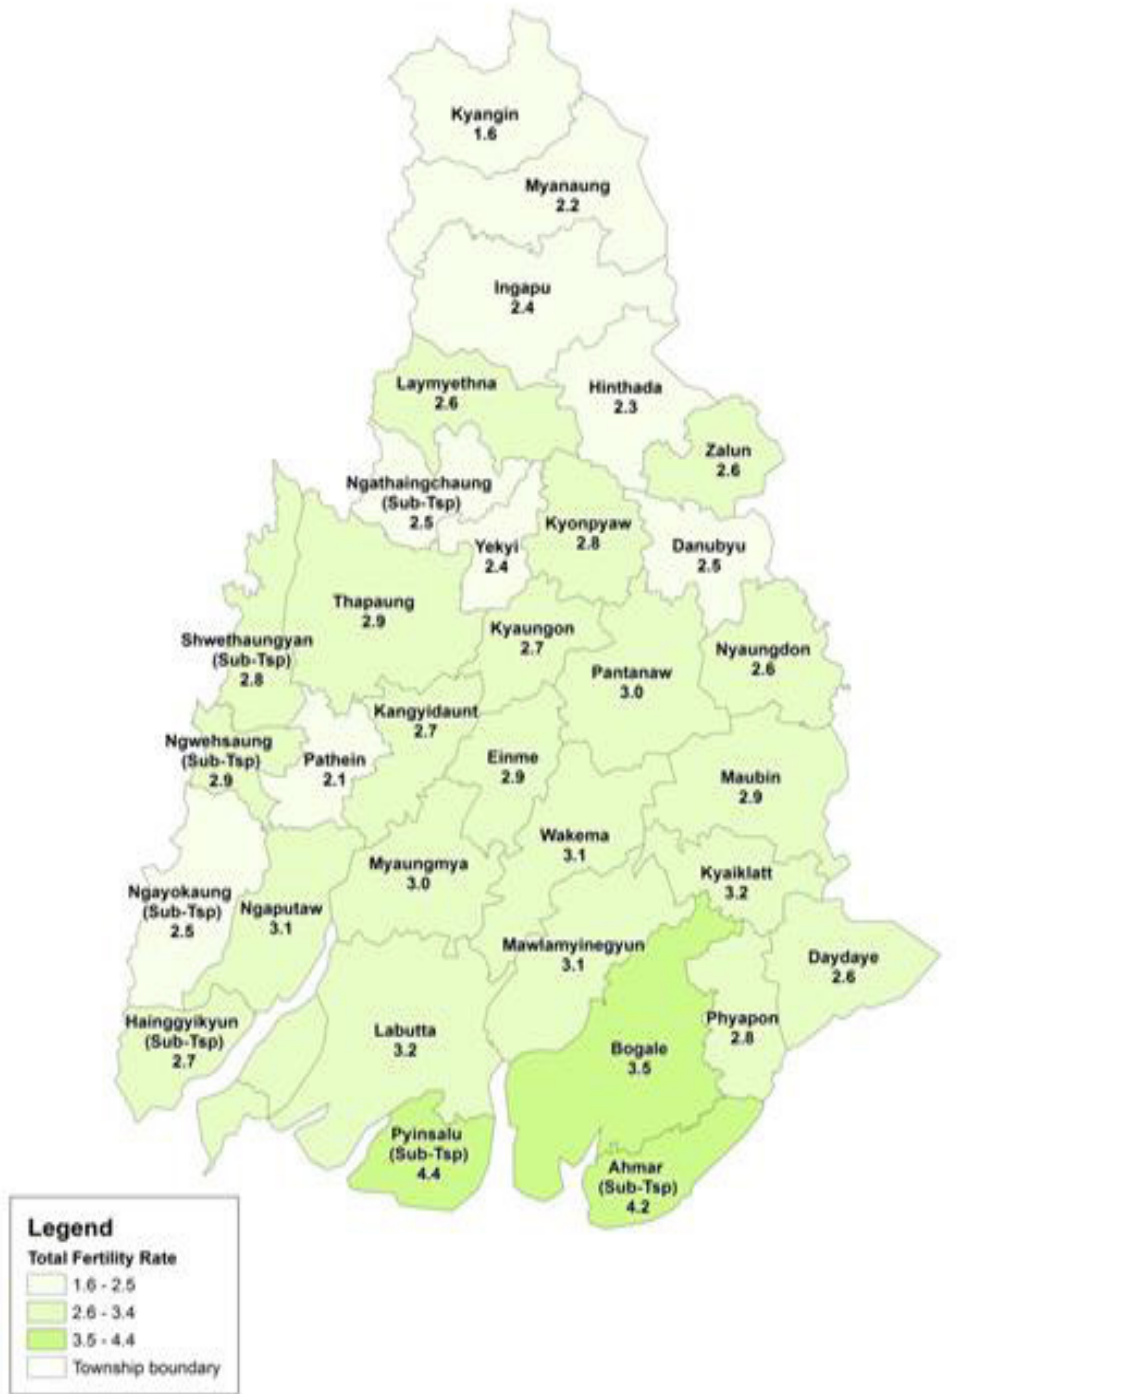 Kyangin
1.6
Myanaung
2.2
Ingapu
2.4
Laymyethna
2.6
Hinthada
2.3
Zalun
2.6
Ngathaingchaung
(Sub-Tsp)
2.5
Kyonpyaw
2.8
Yekyi
2.4
Danubyu
2.5
Thapaung
2.9
Kyaungon
2.7
Shwethaungyan
(Sub-Tsp)
2.8
Nyaungdon
2.6
Pantanaw
3.0
Kangyidaunt
2.7
Ngwehsaung
(Sub-Tsp)
2.9
Pathein
2.1
Einme
2.9
Maubin
2.9
Wakema
3.1
Myaungmya
3.0
Kyaiklatt
3.2
Ngayokaung
(Sub-Tsp)
2.5
Ngaputaw
3.1
Mawlamyinegyun
3.1
Daydaye
2.6
Hainggyikyun
(Sub-Tsp)
2.7
Labutta
3.2
Phyapon
2.8
Bogale
3.5
Pyinsalu
(Sub-Tsp)
4.4
Ahmar
(Sub-Tsp)
4.2
Legend
Total Fertility Rate
1.6 - 2.5
2.6 - 3.4
3.5 - 4.4
Township boundary